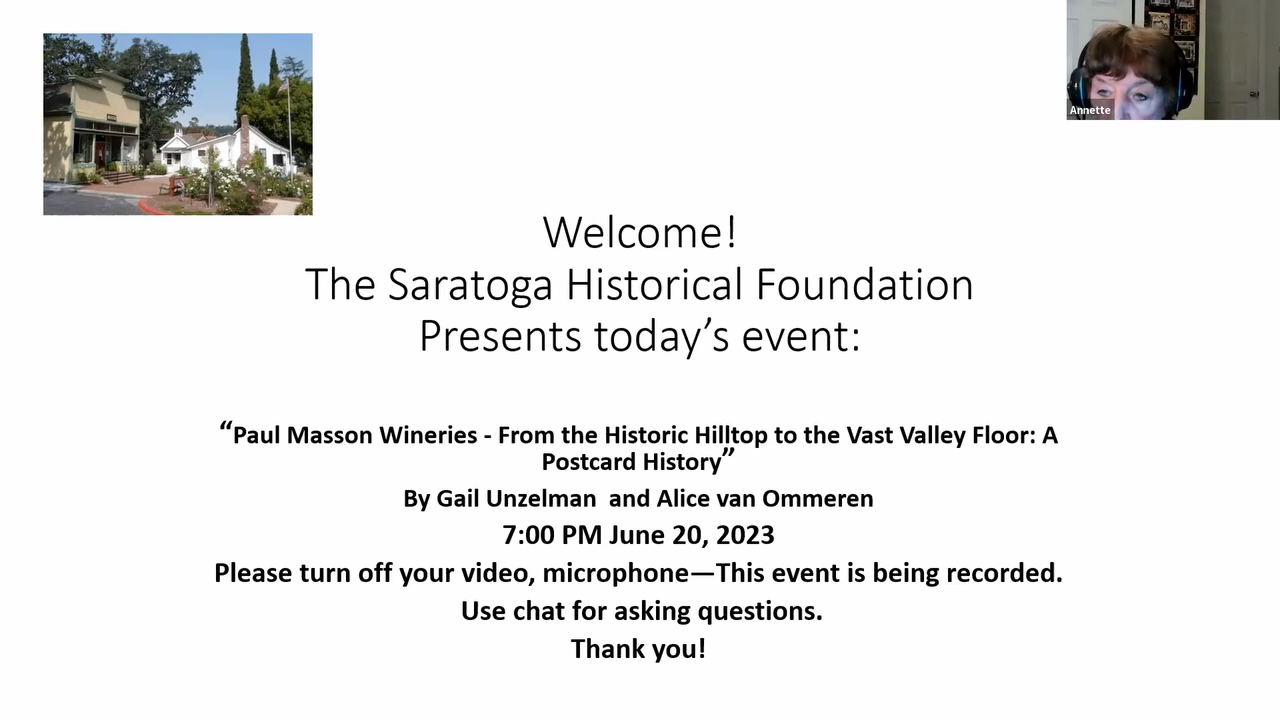 Annette
Welcome!
The Saratoga Historical Foundation
Presents today’s event:
“Paul Masson Wineries - From the Historic Hilltop to the Vast Valley Floor: A
Postcard History”
By Gail Unzelman  and Alice van Ommeren
7:00 PM June 20, 2023
Please turn off your video, microphone—This event is being recorded.
Use chat for asking questions.
Thank you!